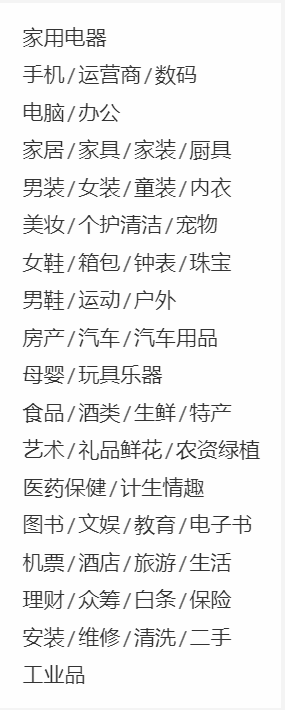 家用电器
手机/运营商/数码
电脑/办公
家居/家具/家装/厨具
男装/女装/童装/内衣
美妆/个护清洁/宠物
女鞋/箱包/钟表/珠宝
男鞋/运动/户外
房产/汽车/汽车用品
母婴/玩具乐器
食品/酒类/生鲜/特产
艺术/礼品鲜花/农资绿植
医药保健/计生情趣
图书/文娱/教育/电子书
机票/酒店/旅游/生活
理财/众筹/白条/保险
安装/维修/清洗/二手
工业品